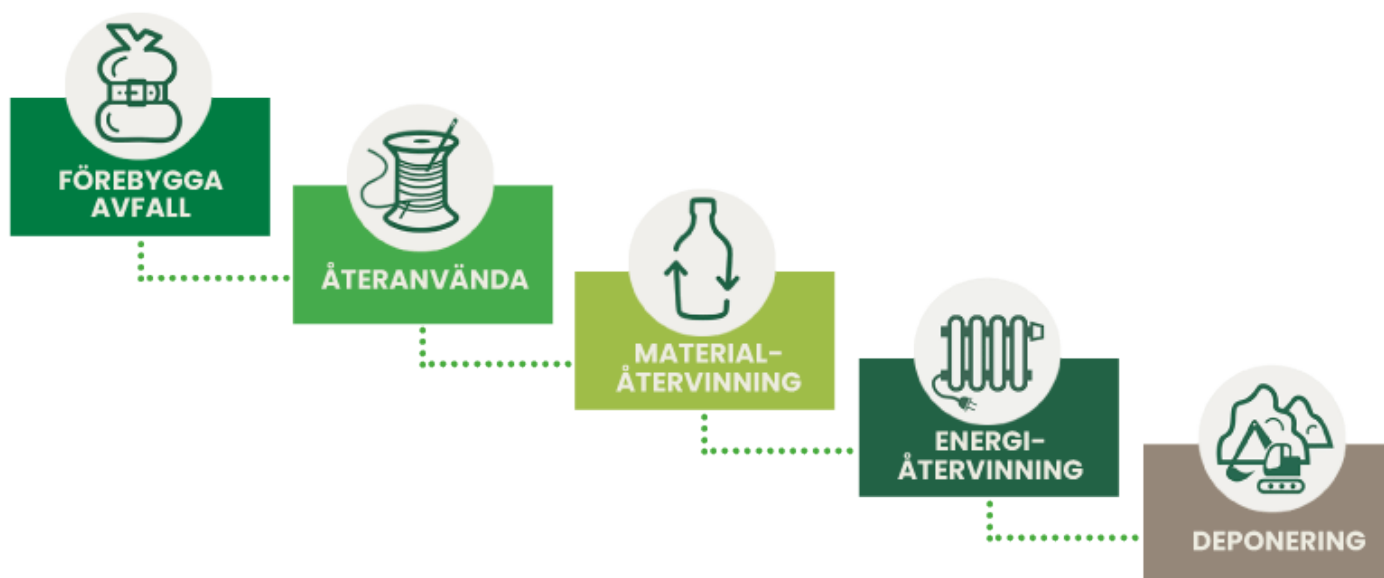 FÖREBYGGA
AVFALL
ÅTERANVÄNDA
MATERIAL-
ÅTERVINNING
ENERGI-
ÅTERVINNING
DEPONERING